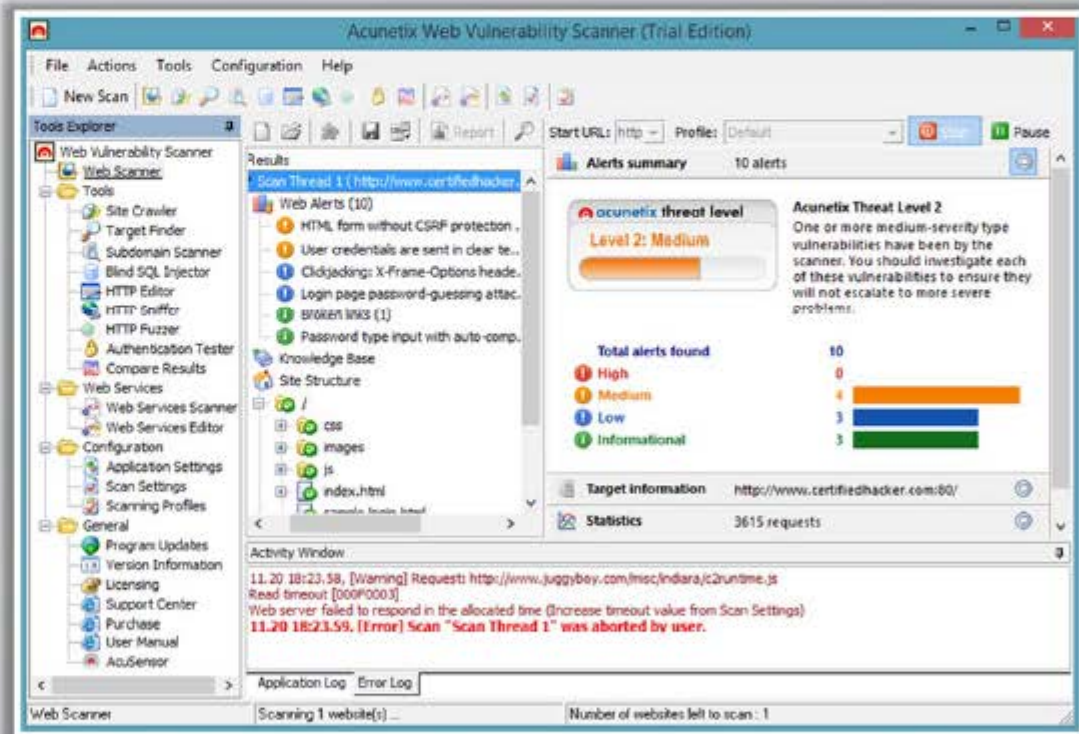 Acunetix Web Vulnerability Scanner (Trial Edition)
File Actions Tools Configuration Help
New Scan
Tools Explorer
Web Vulnerability Scanner
Web Scanner
Tools
Site Crawler
Target Finder
Subdomain Scanner
Blind SQL Injector
HTTP Editor
HTTP Sniffer
HTTP Fuzzer
Authentication Tester
Compare Results
Web Services
Web Services Scanner
Web Services Editor
Configuration
Application Settings
Scan Settings
Scanning Profiles
General
Program Updates
Version Information
Licensing
Support Center
Purchase
User Manual
AcuSensor
Report
Start URL: http Profile: Default
Pause
Results
Scan Thread 1 ( http://www.certifiedhacker.
Web Alerts (10)
HTML form without CSRF protection .
User credentials are sent in clear te..
Clickjacking: X-Frame-Options heade.
Login page password-guessing attac.
Broken links (1)
Password type input with auto-comp.
Knowledge Base
Site Structure
/
css
images
js
index.html
sample-login.html
Alerts summary 10 alerts
acunetix threat level
Level 2: Medium
Acunetix Threat Level 2
One or more medium-severity type
vulnerabilities have been by the
scanner. You should investigate each
of these vulnerabilities to ensure they
will not escalate to more severe
problems.
Total alerts found 10
High 0
Medium 4
Low 3
Informational 3
Target information http://www.certifiedhacker.com:80/
Statistics 3615 requests
Activity Window
11.20 18:23.58, [Warning] Request: http://www.juggyboy.com/misc/indiara/c2runtime.js
Read timeout [000F0003]
Web server failed to respond in the allocated time (Increase timeout value from Scan Settings)
11.20 18:23.59, [Error] Scan "Scan Thread 1" was aborted by user.
Application Log Error Log
Web Scanner
Scanning 1 website(s) ...
Number of websites left to scan : 1